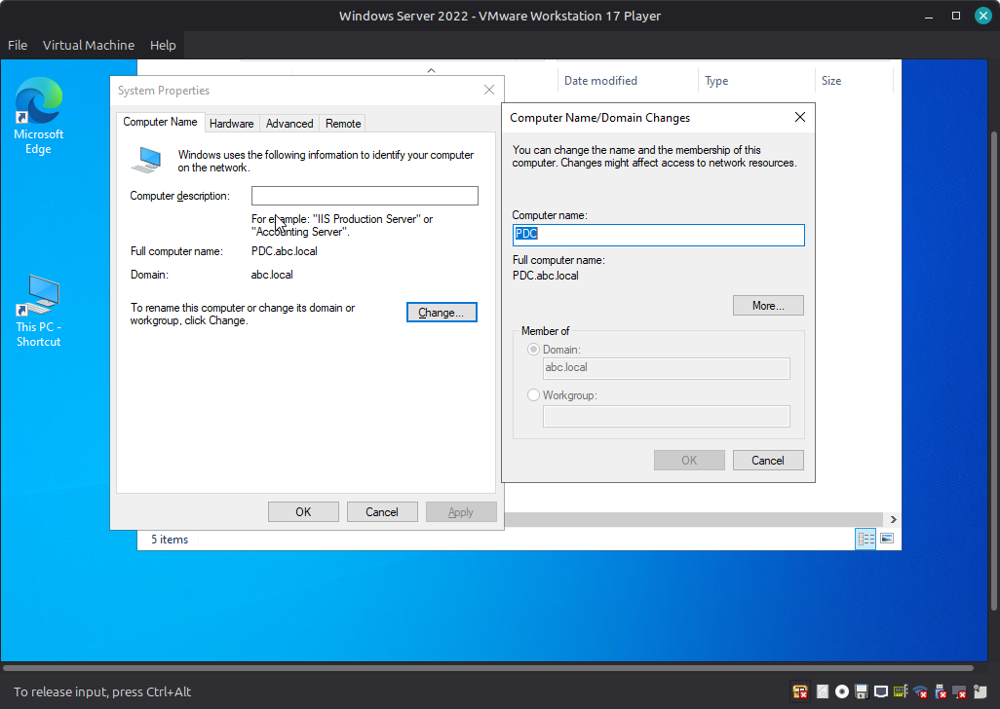 Windows Server 2022 - VMware Workstation 17 Player
File Virtual Machine Help
Microsoft
Edge
This PC -
Shortcut
Date modified Type Size
System Properties
Computer Name Hardware Advanced Remote
Windows uses the following information to identify your computer
on the network.
Computer description:
For example: "IIS Production Server" or
"Accounting Server".
Full computer name: PDC.abc.local
Domain: abc.local
To rename this computer or change its domain or
workgroup, click Change.
Change...
OK Cancel Apply
Computer Name/Domain Changes
You can change the name and the membership of this
computer. Changes might affect access to network resources.
Computer name:
PDC
Full computer name:
PDC.abc.local
More...
Member of
Domain:
abc.local
Workgroup:
OK Cancel
5 items
To release input, press Ctrl+Alt